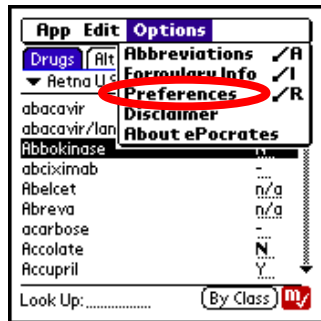 App Edit Options
Drugs Alt
Abbreviations /A
Aetna U.S
Formulary Info /I
Preferences /R
abacavir
Disclaimer
abacavir/lan
About ePocrates
Abbokinase N
abciximab -
Abelcet n/a
Abreva n/a
acarbose -
Accolate N
Accupril Y
Look Up: By Class